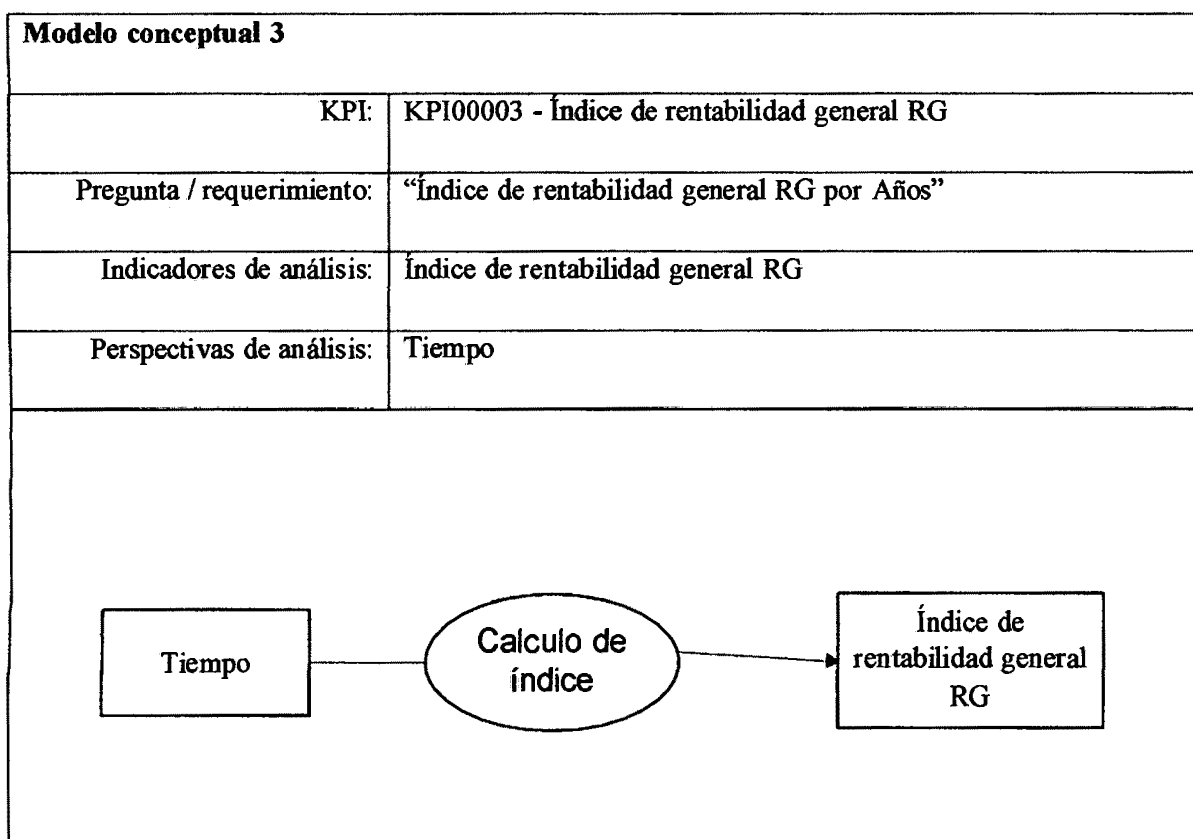 Modelo conceptual 3
KPI: KPI00003 - Índice de rentabilidad general RG
Pregunta / requerimiento: “Índice de rentabilidad general RG por Años”
Indicadores de análisis: Índice de rentabilidad general RG
Perspectivas de análisis: Tiempo
Tiempo
Calculo de
índice
Índice de
rentabilidad general
RG